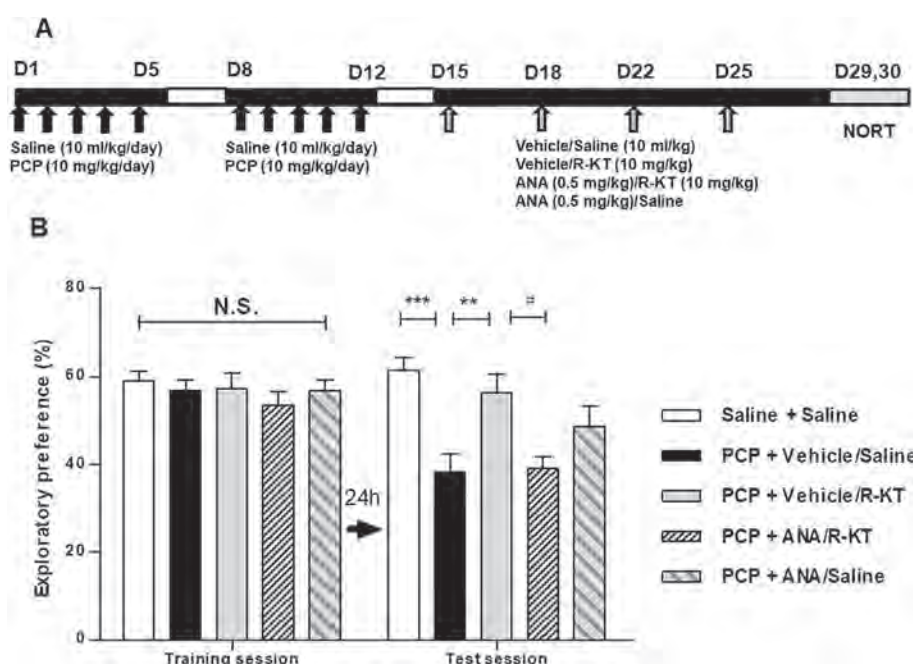 A
D1 D5 D8 D12 D15 D18 D22 D25 D29,30
NORT
Saline (10 ml/kg/day)
PCP (10 mg/kg/day)
Saline (10 ml/kg/day)
PCP (10 mg/kg/day)
Vehicle/Saline (10 ml/kg)
Vehicle/R-KT (10 mg/kg)
ANA (0.5 mg/kg)/R-KT (10 mg/kg)
ANA (0.5 mg/kg)/Saline
B
Exploratory preference (%)
80
60
40
20
0
N.S.
24h
*** ** #
Training session Test session
Saline + Saline
PCP + Vehicle/Saline
PCP + Vehicle/R-KT
PCP + ANA/R-KT
PCP + ANA/Saline